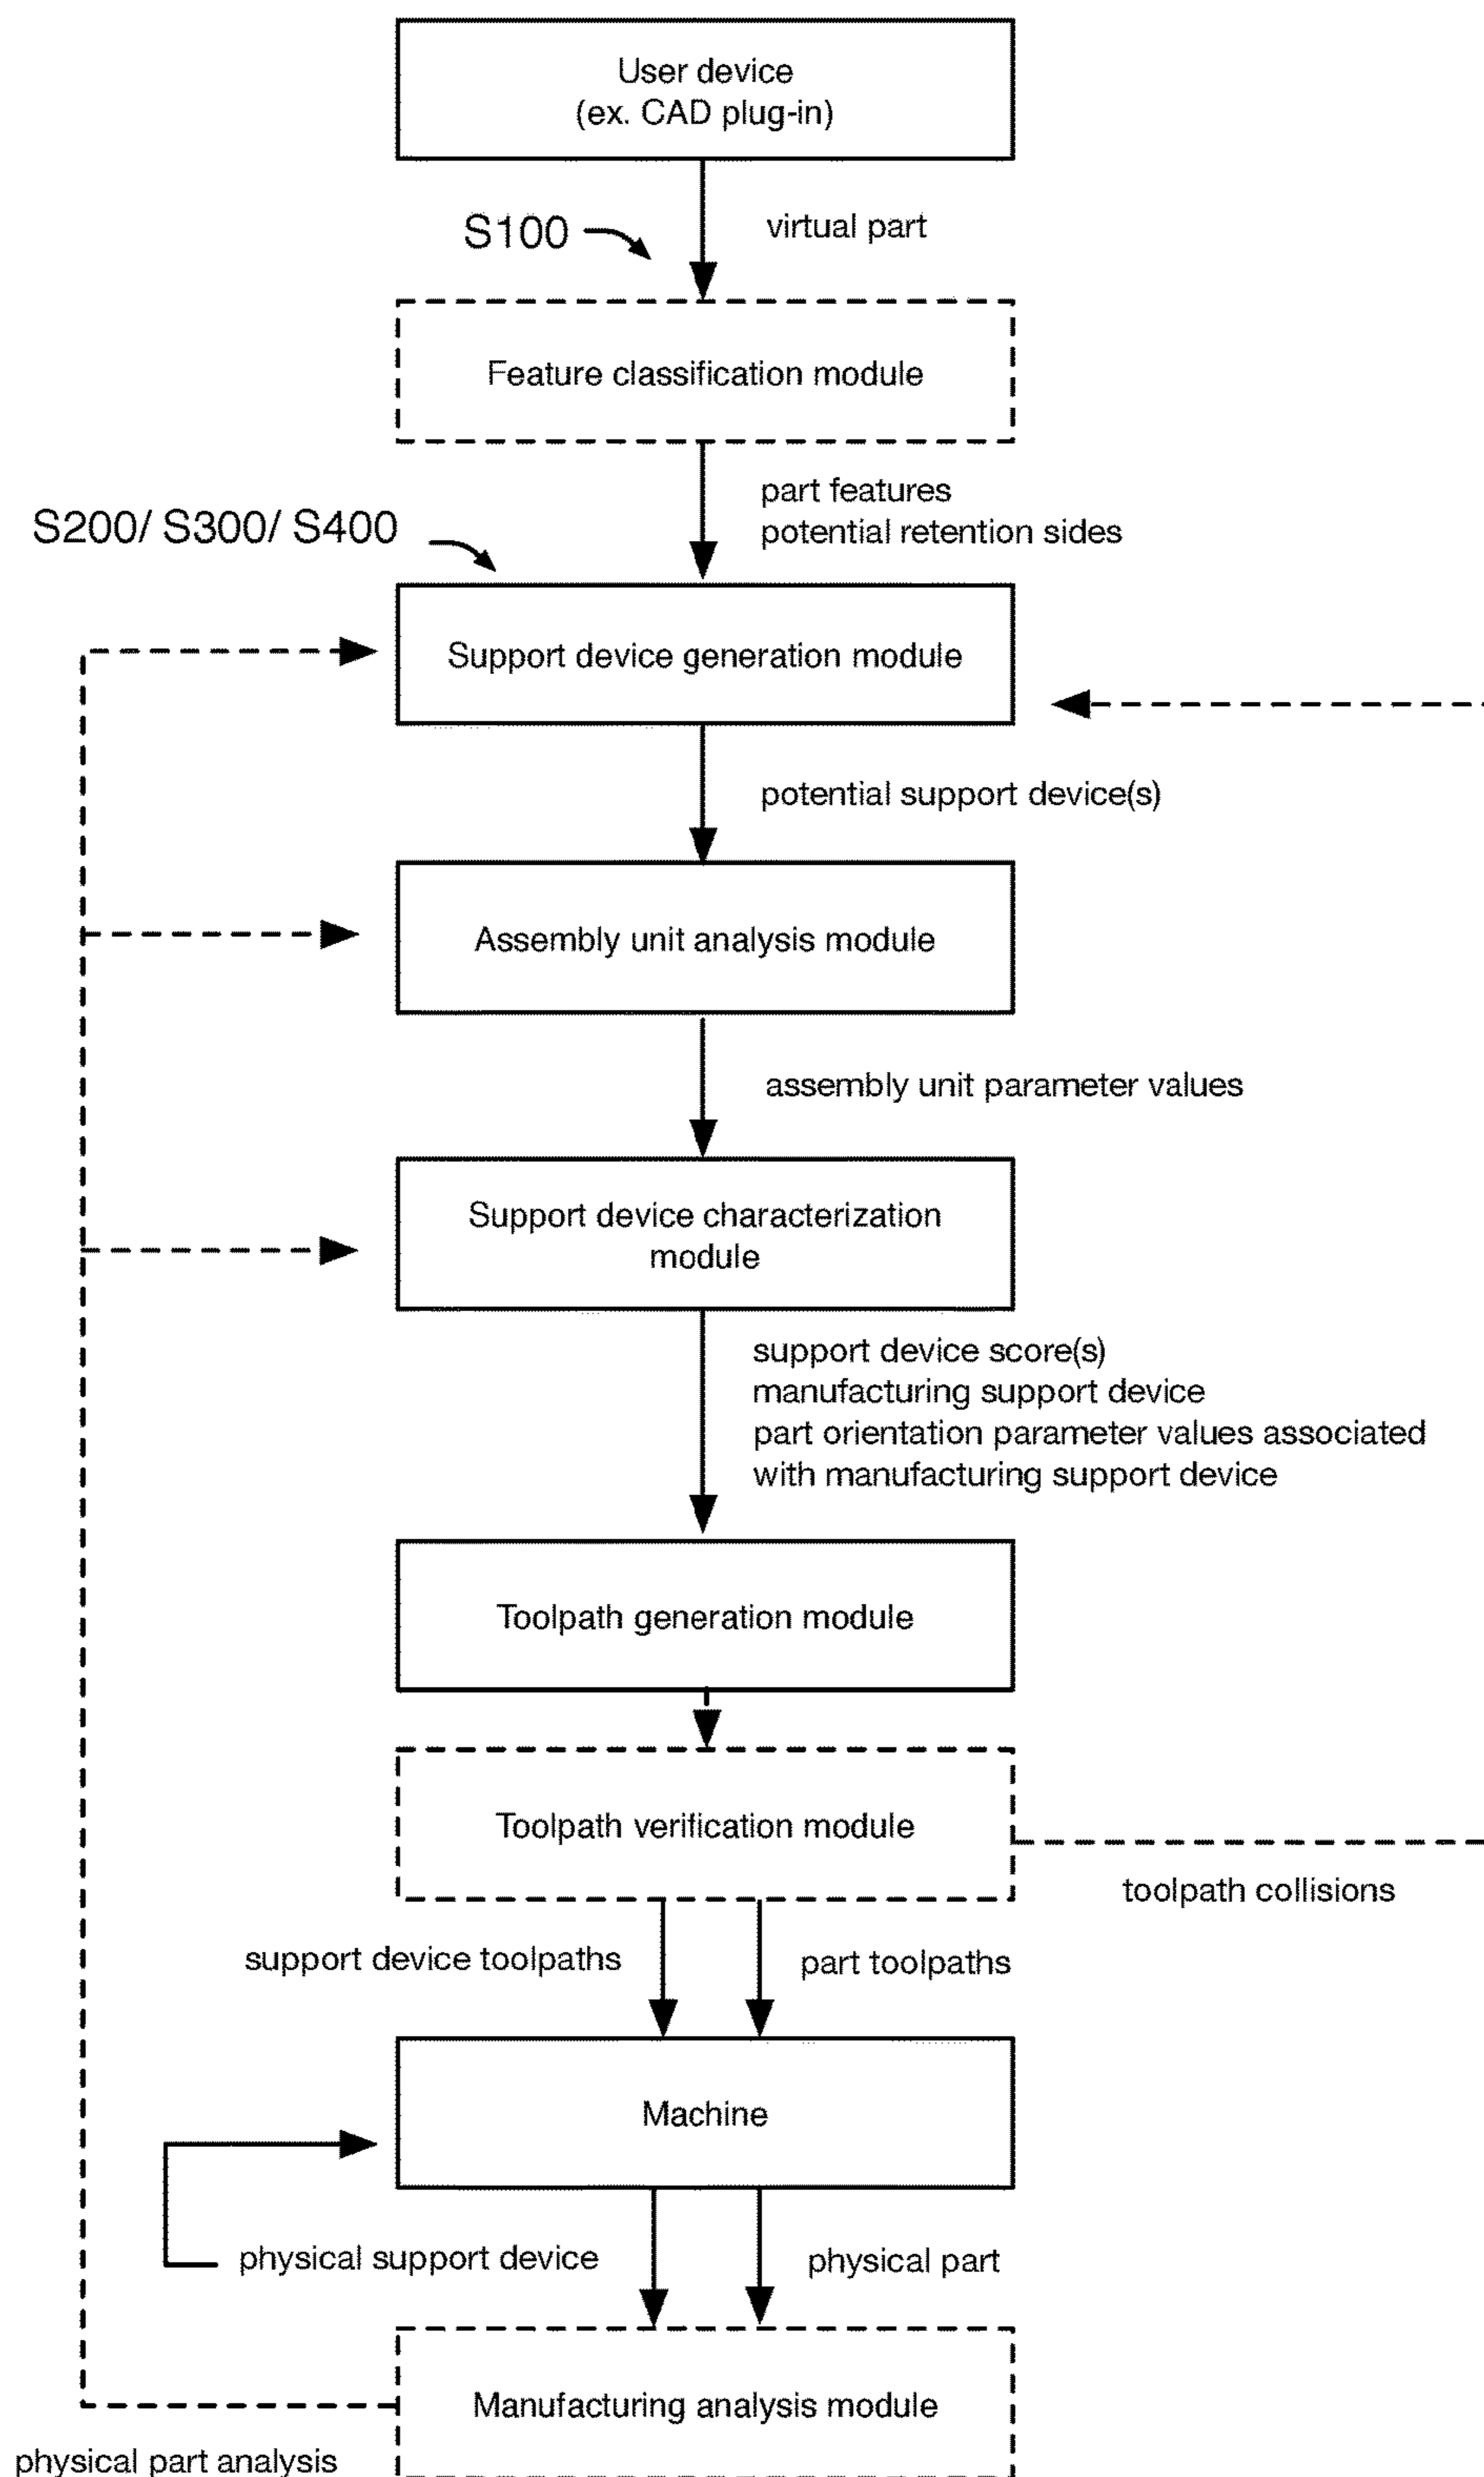 User device
(ex. CAD plug-in)
S100
virtual part
Feature classification module
part features
potential retention sides
S200/ S300/ S400
Support device generation module
potential support device(s)
Assembly unit analysis module
assembly unit parameter values
Support device characterization
module
support device score(s)
manufacturing support device
part orientation parameter values associated
with manufacturing support device
Toolpath generation module
Toolpath verification module
toolpath collisions
support device toolpaths
part toolpaths
Machine
physical support device
physical part
Manufacturing analysis module
physical part analysis